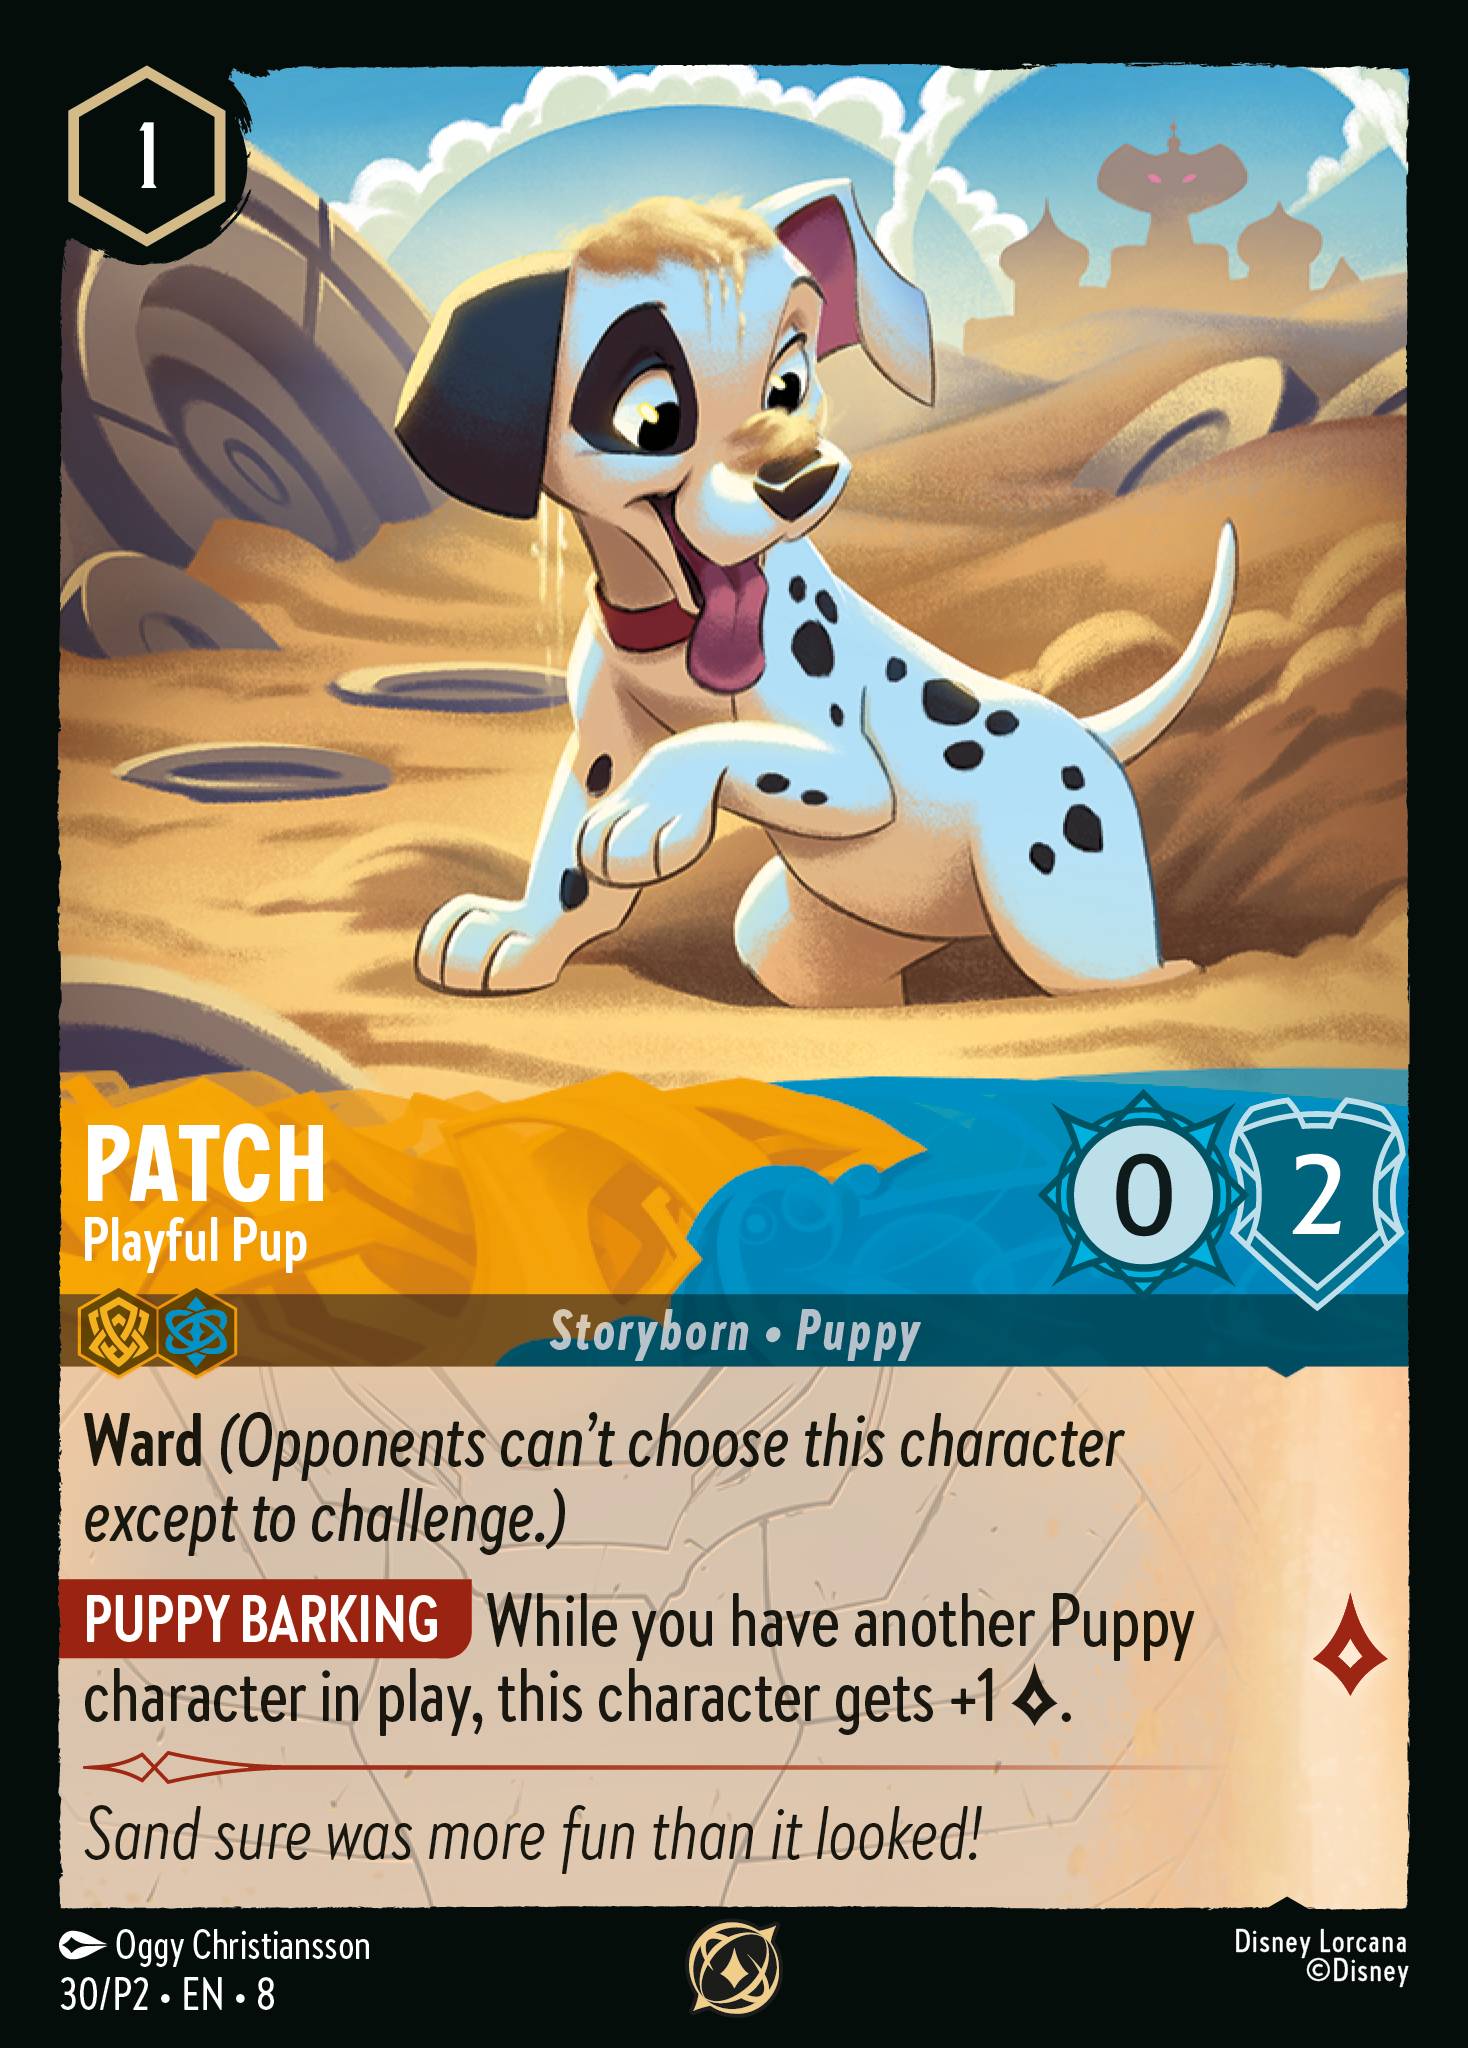 1
PATCH
Playful Pup
0 2
Storyborn • Puppy
Ward (Opponents can't choose this character
except to challenge.)
PUPPY BARKING While you have another Puppy
character in play, this character gets +1 .
Sand sure was more fun than it looked!
Oggy Christiansson
30/P2 • EN • 8
Disney Lorcana
©Disney